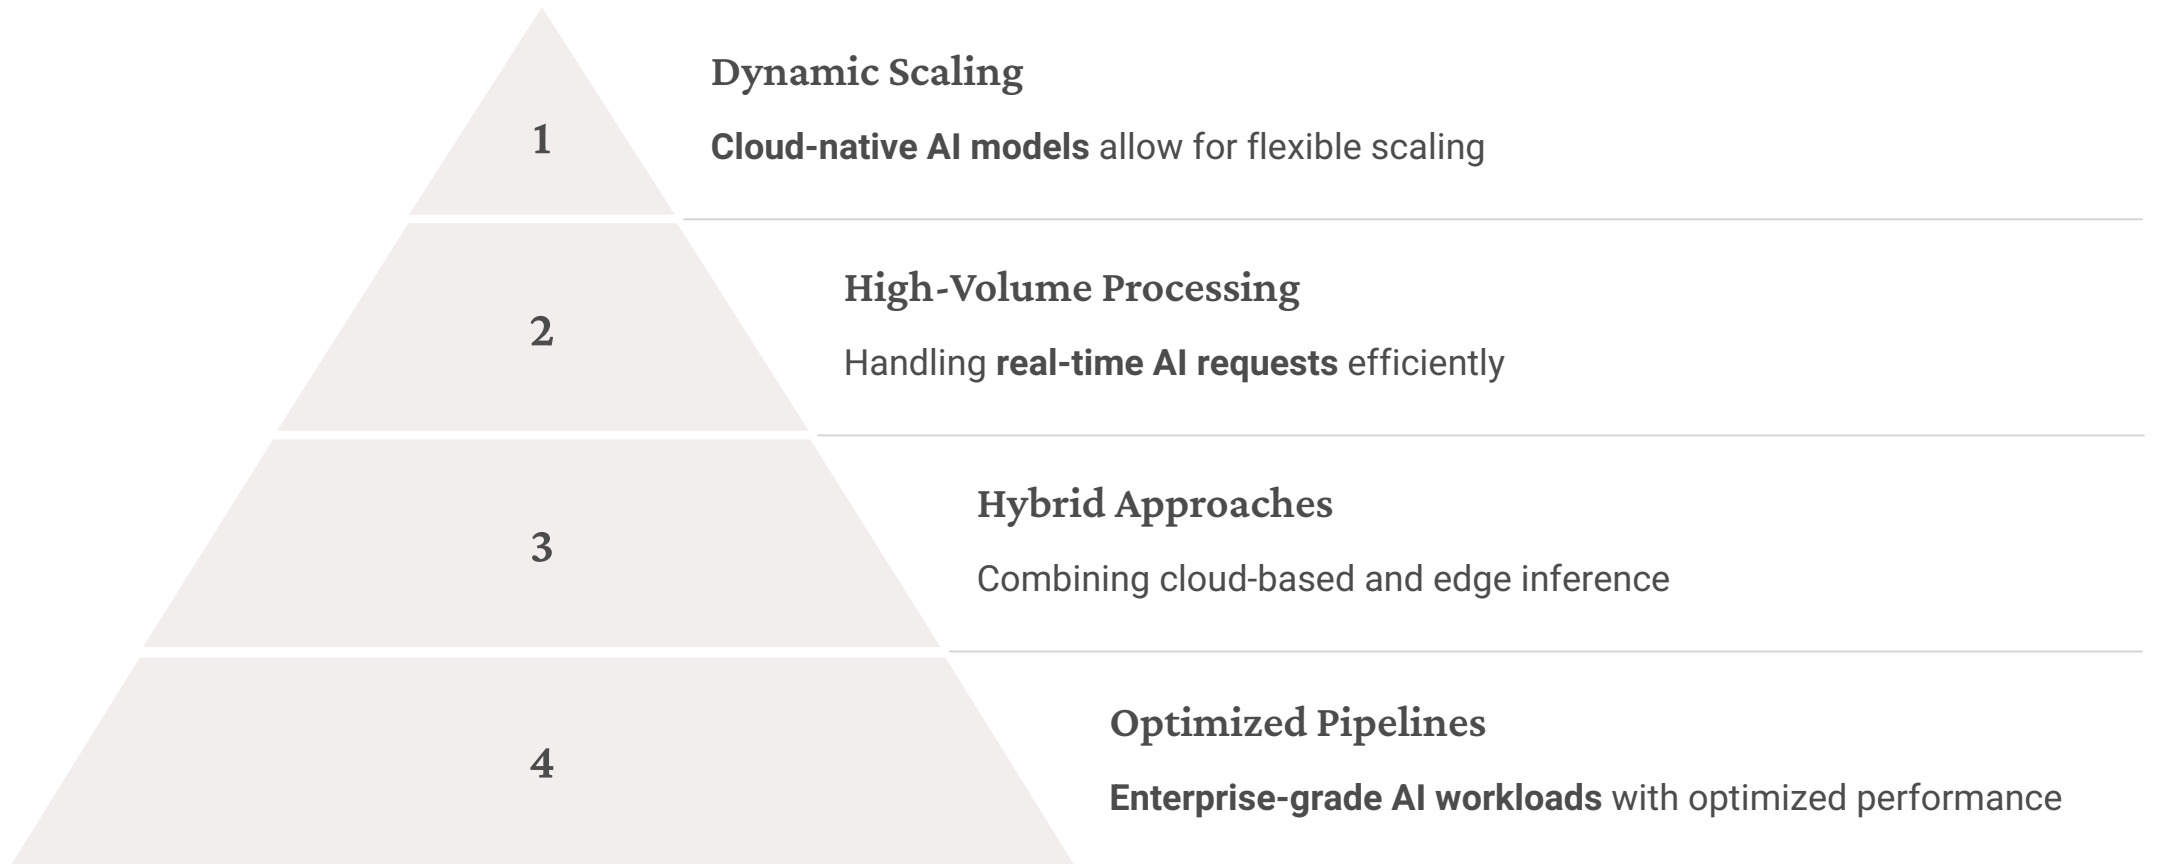 1
Dynamic Scaling
Cloud-native AI models allow for flexible scaling
2
High-Volume Processing
Handling real-time AI requests efficiently
3
Hybrid Approaches
Combining cloud-based and edge inference
4
Optimized Pipelines
Enterprise-grade AI workloads with optimized performance